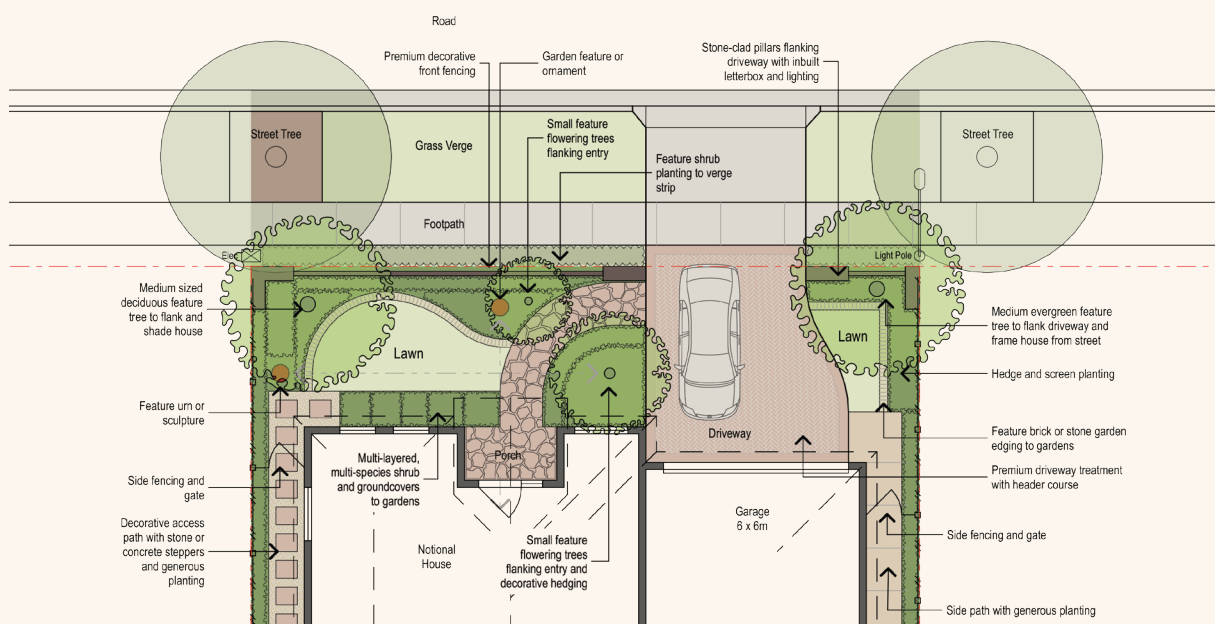 Road
Premium decorative
front fencing
Garden feature or
ornament
Stone-clad pillars flanking
driveway with inbuilt
letterbox and lighting
Street Tree
Grass Verge
Small feature
flowering trees
flanking entry
Feature shrub
planting to verge
strip
Street Tree
Footpath
Elec
Light Pole
Medium sized
deciduous feature
tree to flank and
shade house
Lawn
Lawn
Medium evergreen feature
tree to flank driveway and
frame house from street
Hedge and screen planting
Feature urn or
sculpture
Driveway
Feature brick or stone garden
edging to gardens
Porch
Multi-layered,
multi-species shrub
and groundcovers
to gardens
Premium driveway treatment
with header course
Side fencing and
gate
Garage
6 x 6m
Decorative access
path with stone or
concrete steppers
and generous
planting
Notional
House
Small feature
flowering trees
flanking entry and
decorative hedging
Side fencing and gate
Side path with generous planting